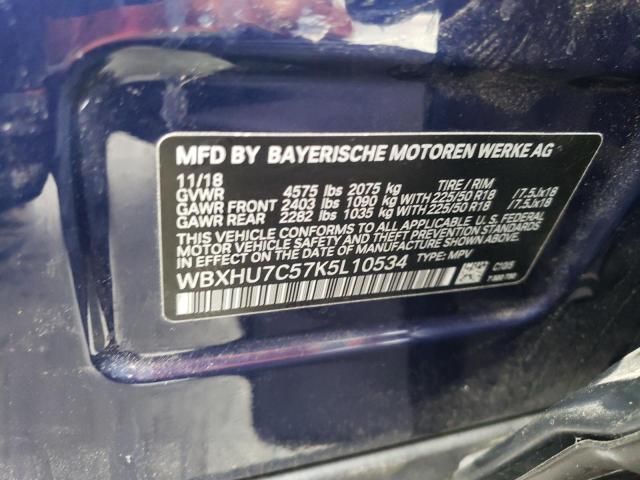 MFD BY BAYERISCHE MOTOREN WERKE AG
11/18 TIRE / RIM
GVWR 4575 lbs 2075 kg
GAWR FRONT 2403 lbs 1090 kg WITH 225/50 R18 /7.5Jx18
GAWR REAR 2282 lbs 1035 kg WITH 225/50 R18 /7.5Jx18
THIS VEHICLE CONFORMS TO ALL APPLICABLE U.S. FEDERAL
MOTOR VEHICLE SAFETY, BUMPER, AND THEFT PREVENTION
STANDARDS IN EFFECT ON THE DATE OF MANUFACTURE SHOWN ABOVE.
WBXHU7C57K5L10534 TYPE: MPV